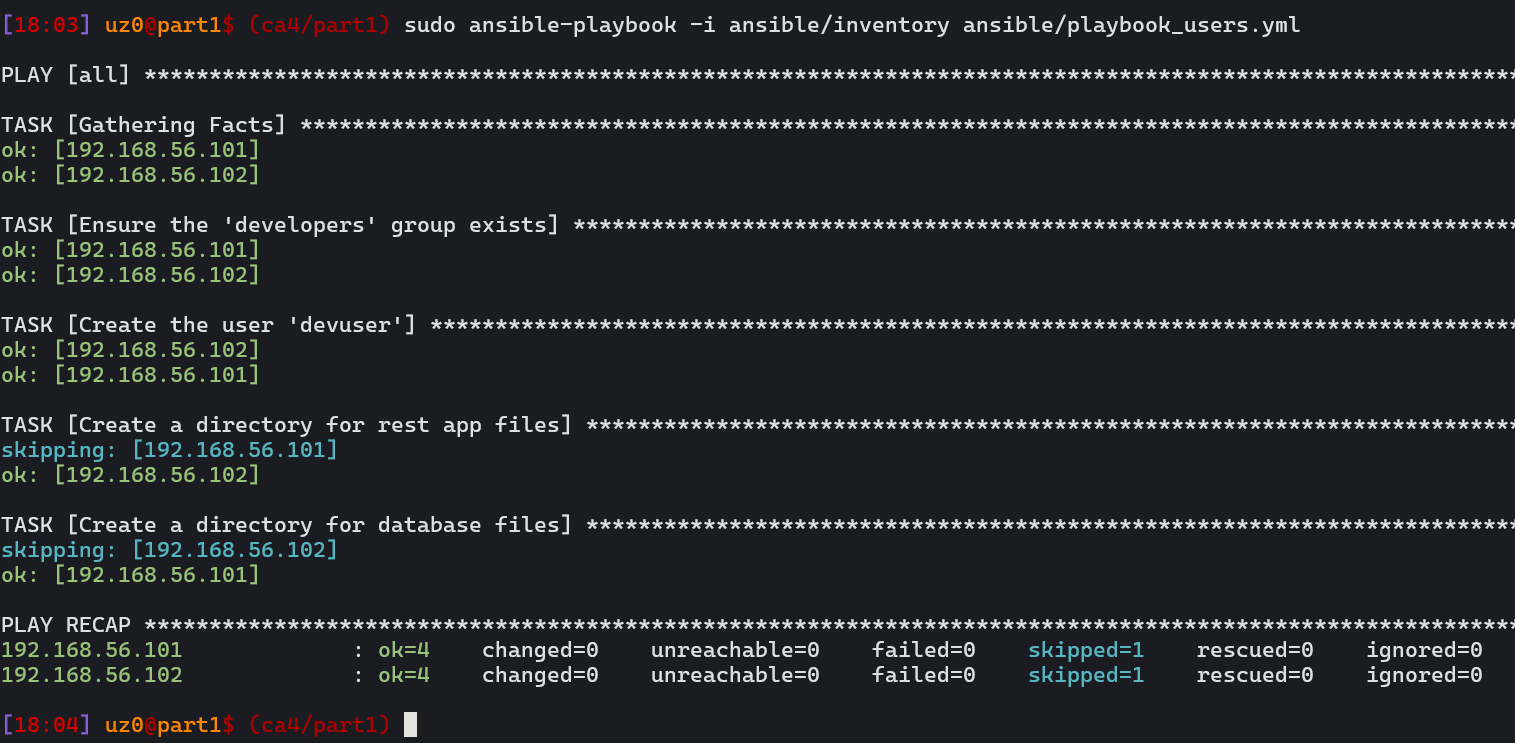 [18:03] uz0@part1$ (ca4/part1) sudo ansible-playbook -i ansible/inventory ansible/playbook_users.yml
PLAY [all] *********************************************************************************************************
TASK [Gathering Facts] *********************************************************************************************
ok: [192.168.56.101]
ok: [192.168.56.102]
TASK [Ensure the 'developers' group exists] ************************************************************************
ok: [192.168.56.101]
ok: [192.168.56.102]
TASK [Create the user 'devuser'] ***********************************************************************************
ok: [192.168.56.102]
ok: [192.168.56.101]
TASK [Create a directory for rest app files] ***********************************************************************
skipping: [192.168.56.101]
ok: [192.168.56.102]
TASK [Create a directory for database files] ***********************************************************************
skipping: [192.168.56.102]
ok: [192.168.56.101]
PLAY RECAP *********************************************************************************************************
192.168.56.101             : ok=4    changed=0    unreachable=0    failed=0    skipped=1    rescued=0    ignored=0
192.168.56.102             : ok=4    changed=0    unreachable=0    failed=0    skipped=1    rescued=0    ignored=0
[18:04] uz0@part1$ (ca4/part1)